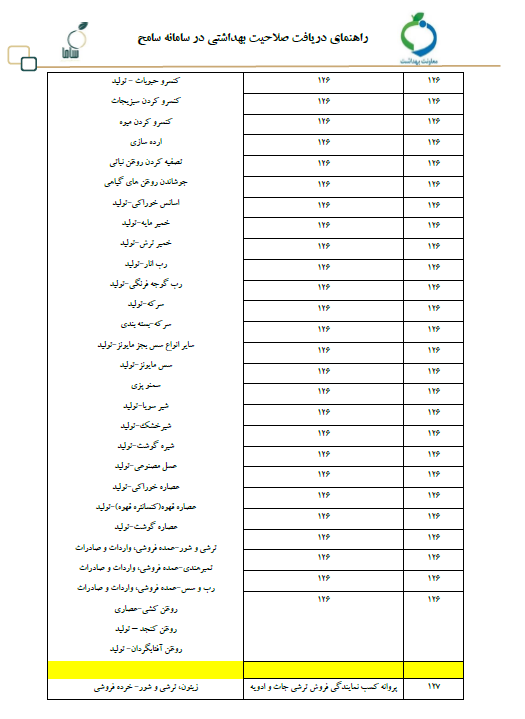 راهنمای دریافت صلاحیت بهداشتی در سامانه سامح
معاونت بهداشت
ساما
۱۲۶ ۱۲۶ کنسرو حبوبات - تولید
۱۲۶ ۱۲۶ کنسرو کردن سبزیجات
۱۲۶ ۱۲۶ کنسرو کردن میوه
۱۲۶ ۱۲۶ ارده سازی
۱۲۶ ۱۲۶ تصفیه کردن روغن نباتی
۱۲۶ ۱۲۶ جوشاندن روغن های گیاهی
۱۲۶ ۱۲۶ اسانس خوراکی-تولید
۱۲۶ ۱۲۶ خمیر مایه-تولید
۱۲۶ ۱۲۶ خمیر ترش-تولید
۱۲۶ ۱۲۶ رب انار-تولید
۱۲۶ ۱۲۶ رب گوجه فرنگی-تولید
۱۲۶ ۱۲۶ سرکه-تولید
۱۲۶ ۱۲۶ سرکه-بسته بندی
۱۲۶ ۱۲۶ سایر انواع سس بجز مایونز-تولید
۱۲۶ ۱۲۶ سس مایونز-تولید
۱۲۶ ۱۲۶ سمنو پزی
۱۲۶ ۱۲۶ شیر سویا-تولید
۱۲۶ ۱۲۶ شیرخشک-تولید
۱۲۶ ۱۲۶ شیره گوشت-تولید
۱۲۶ ۱۲۶ عسل مصنوعی-تولید
۱۲۶ ۱۲۶ عصاره خوراکی-تولید
۱۲۶ ۱۲۶ عصاره قهوه(کنسانتره قهوه)-تولید
۱۲۶ ۱۲۶ عصاره گوشت-تولید
۱۲۶ ۱۲۶ ترشی و شور-عمده فروشی، واردات و صادرات
۱۲۶ ۱۲۶ تمبرهندی-عمده فروشی، واردات و صادرات
۱۲۶ ۱۲۶ رب و سس-عمده فروشی، واردات و صادرات
روغن کشی-عصاری
روغن کنجد – تولید
روغن آفتابگردان- تولید
۱۲۷ پروانه کسب نمایندگی فروش ترشی جات و ادویه زیتون، ترشی و شور- خرده فروشی